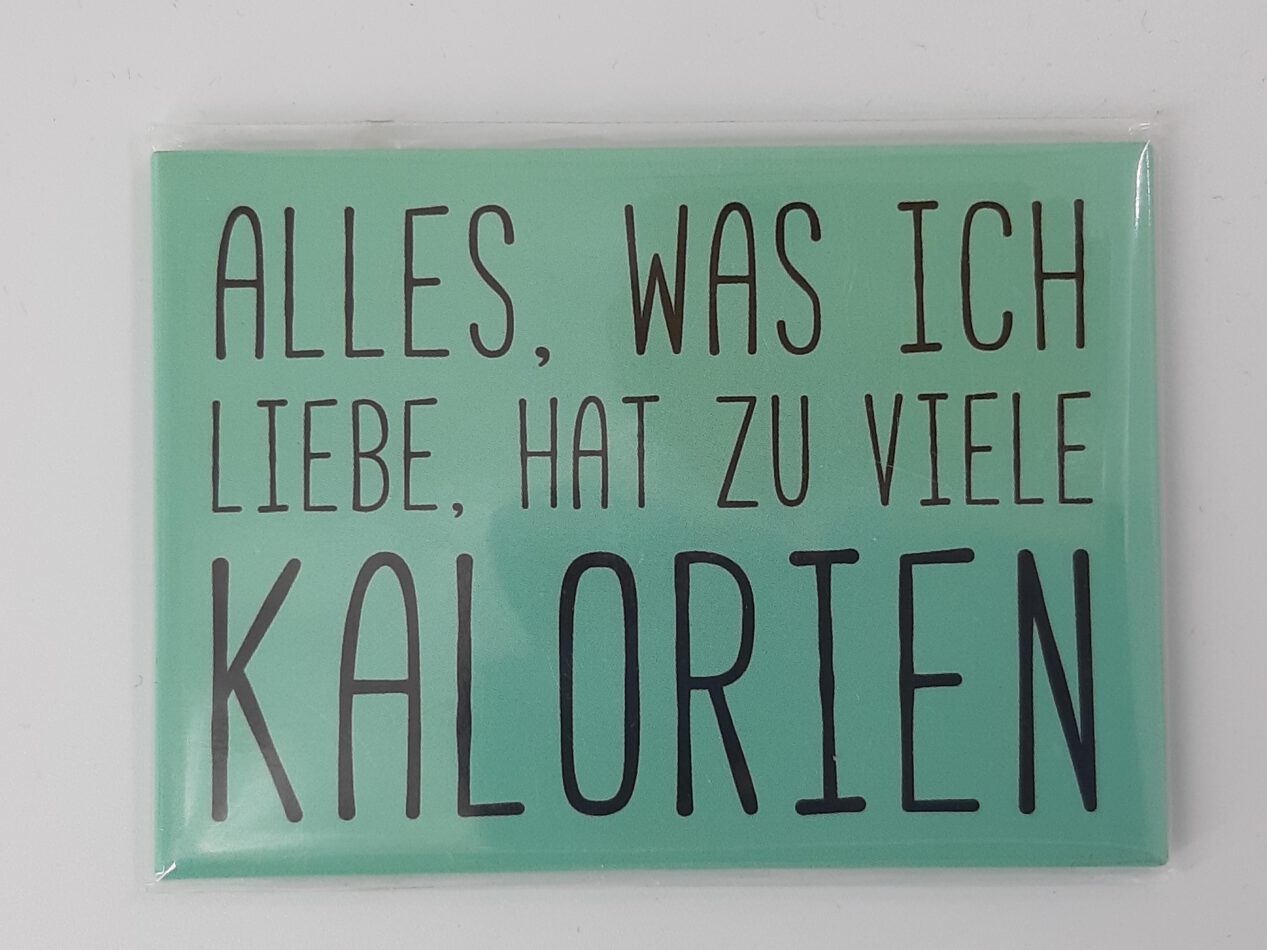 ALLES, WAS ICH
LIEBE, HAT ZU VIELE
KALORIEN